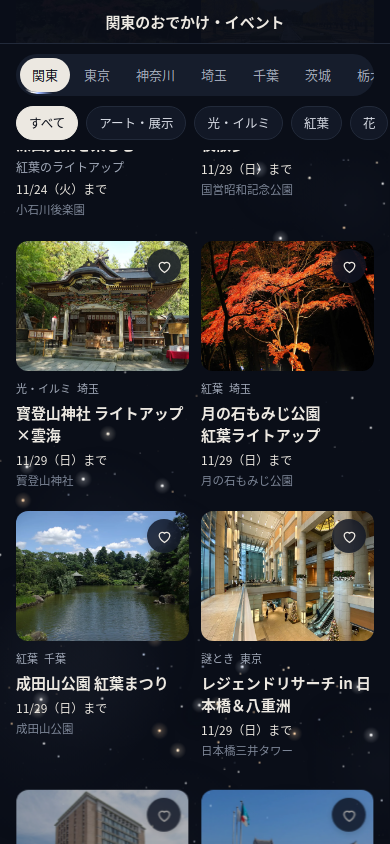 関東のおでかけ・イベント
関東 東京 神奈川 埼玉 千葉 茨城
すべて アート・展示 光・イルミ 紅葉 花
紅葉のライトアップ
11/24（火）まで
小石川後楽園
11/29（日）まで
国営昭和記念公園
光・イルミ 埼玉
寳登山神社 ライトアップ
×雲海
11/29（日）まで
寳登山神社
紅葉 埼玉
月の石もみじ公園
紅葉ライトアップ
11/29（日）まで
月の石もみじ公園
紅葉 千葉
成田山公園 紅葉まつり
11/29（日）まで
成田山公園
謎とき 東京
レジェンドリサーチ in 日
本橋＆八重洲
11/29（日）まで
日本橋三井タワー